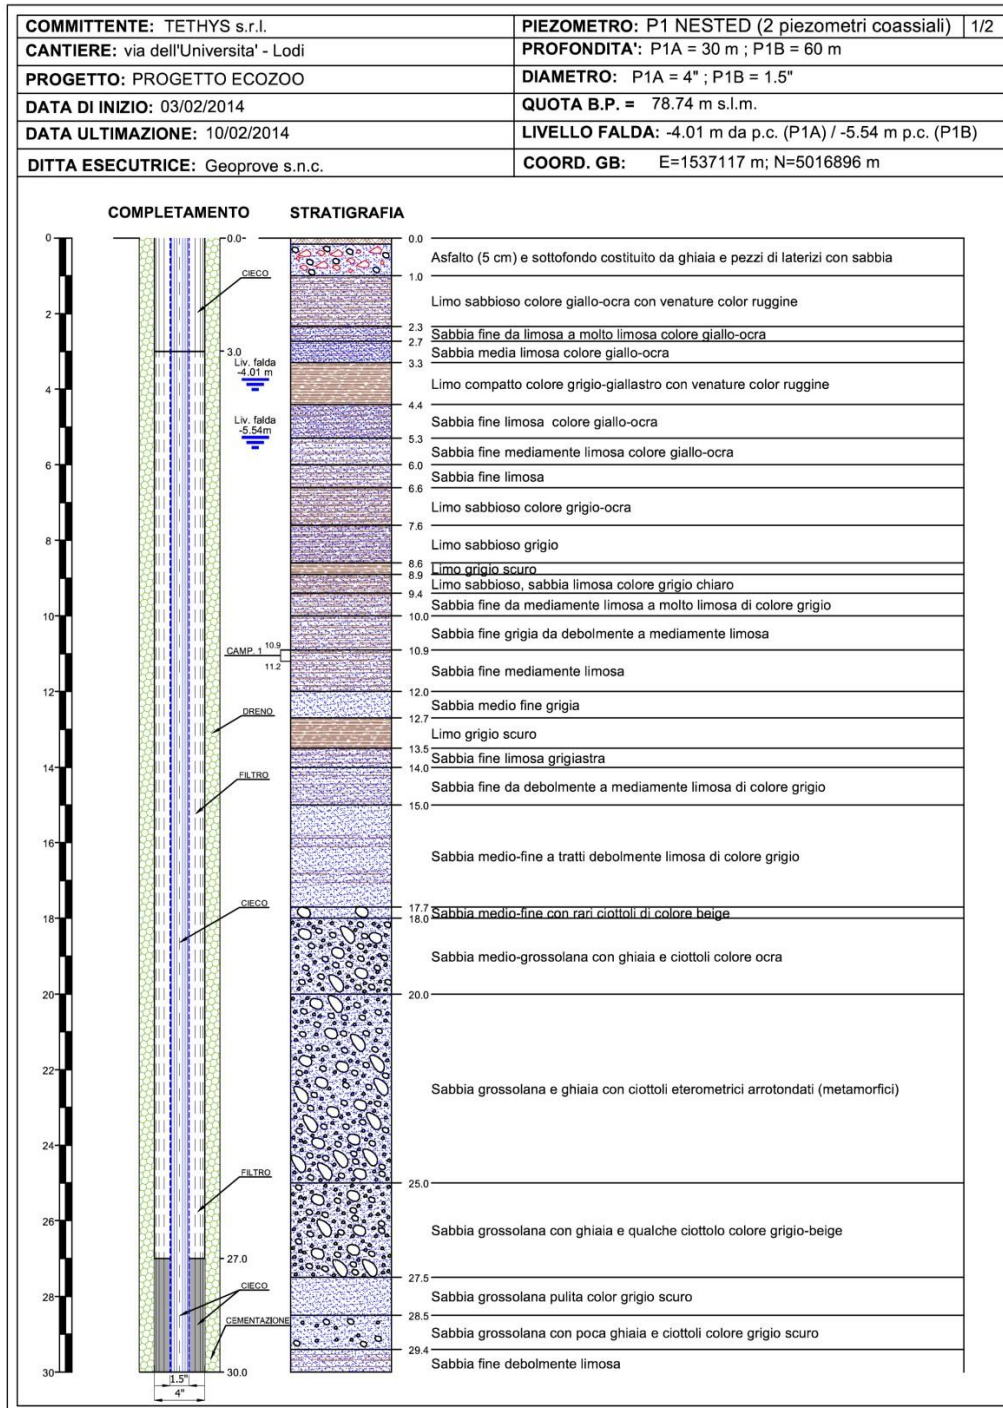 COMMITTENTE: TETHYS s.r.l.
PIEZOMETRO: P1 NESTED (2 piezometri coassiali) 1/2
CANTIERE: via dell'Universita' - Lodi
PROFONDITA': P1A = 30 m ; P1B = 60 m
PROGETTO: PROGETTO ECOZOO
DIAMETRO: P1A = 4" ; P1B = 1.5"
DATA DI INIZIO: 03/02/2014
QUOTA B.P. = 78.74 m s.l.m.
DATA ULTIMAZIONE: 10/02/2014
LIVELLO FALDA: -4.01 m da p.c. (P1A) / -5.54 m p.c. (P1B)
DITTA ESECUTRICE: Geoprove s.n.c.
COORD. GB: E=1537117 m; N=5016896 m
COMPLETAMENTO STRATIGRAFIA
0 0.0 0.0
Asfalto (5 cm) e sottofondo costituito da ghiaia e pezzi di laterizi con sabbia
CIECO
1.0
Limo sabbioso colore giallo-ocra con venature color ruggine
2
2.3
Sabbia fine da limosa a molto limosa colore giallo-ocra
2.7
Sabbia media limosa colore giallo-ocra
3.0
3.3
Liv. falda
-4.01 m
Limo compatto colore grigio-giallastro con venature color ruggine
4
4.4
Sabbia fine limosa colore giallo-ocra
Liv. falda
-5.54m
5.3
Sabbia fine mediamente limosa colore giallo-ocra
6
6.0
Sabbia fine limosa
6.6
Limo sabbioso colore grigio-ocra
7.6
Limo sabbioso grigio
8
8.6
Limo grigio scuro
8.9
Limo sabbioso, sabbia limosa colore grigio chiaro
9.4
Sabbia fine da mediamente limosa a molto limosa di colore grigio
10
10.0
Sabbia fine grigia da debolmente a mediamente limosa
CAMP. 1 10.9
11.2
10.9
Sabbia fine mediamente limosa
12
12.0
Sabbia medio fine grigia
DRENO
12.7
Limo grigio scuro
13.5
Sabbia fine limosa grigiastra
14
14.0
FILTRO
Sabbia fine da debolmente a mediamente limosa di colore grigio
15.0
16
Sabbia medio-fine a tratti debolmente limosa di colore grigio
CIECO
17.7
Sabbia medio-fine con rari ciottoli di colore beige
18
18.0
Sabbia medio-grossolana con ghiaia e ciottoli colore ocra
20
20.0
22
Sabbia grossolana e ghiaia con ciottoli eterometrici arrotondati (metamorfici)
24
FILTRO
25.0
26
Sabbia grossolana con ghiaia e qualche ciottolo colore grigio-beige
27.0
27.5
CIECO
28
Sabbia grossolana pulita color grigio scuro
28.5
CEMENTAZIONE
Sabbia grossolana con poca ghiaia e ciottoli colore grigio scuro
29.4
Sabbia fine debolmente limosa
30
30.0
1.5"
4"